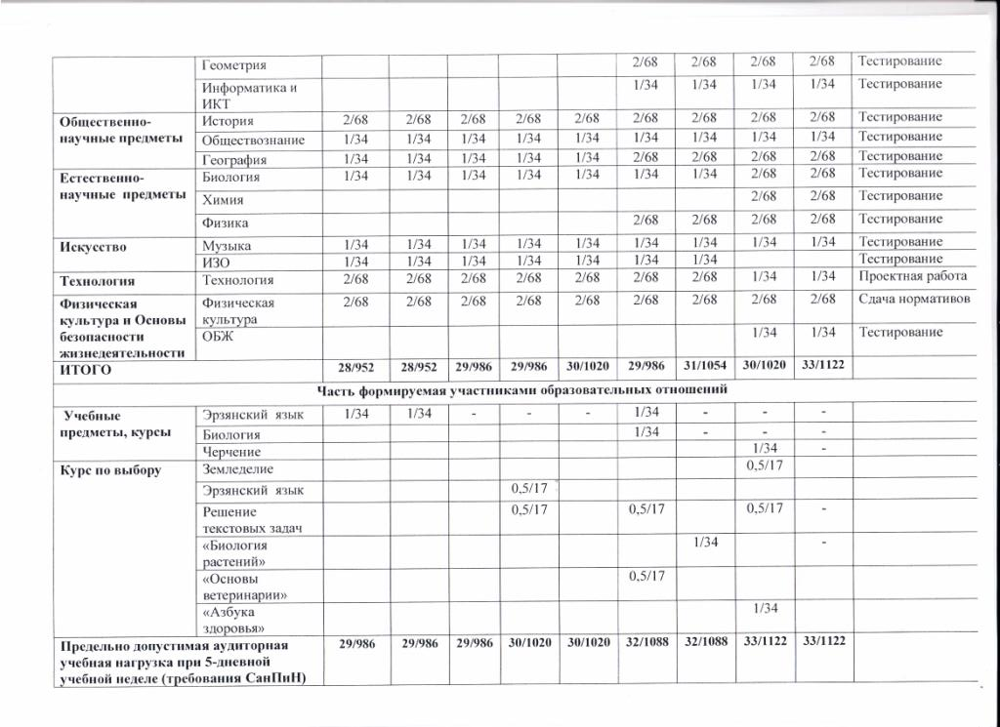 Геометрия 2/68 2/68 2/68 2/68 Тестирование
Информатика и 1/34 1/34 1/34 1/34 Тестирование
ИКТ
Общественно- История 2/68 2/68 2/68 2/68 2/68 2/68 2/68 2/68 2/68 Тестирование
научные предметы Обществознание 1/34 1/34 1/34 1/34 1/34 1/34 1/34 1/34 1/34 Тестирование
География 1/34 1/34 1/34 1/34 1/34 2/68 2/68 2/68 2/68 Тестирование
Естественно- Биология 1/34 1/34 1/34 1/34 1/34 1/34 1/34 2/68 2/68 Тестирование
научные предметы Химия 2/68 2/68 Тестирование
Физика 2/68 2/68 2/68 2/68 Тестирование
Искусство Музыка 1/34 1/34 1/34 1/34 1/34 1/34 1/34 1/34 1/34 Тестирование
ИЗО 1/34 1/34 1/34 1/34 1/34 1/34 1/34 Тестирование
Технология Технология 2/68 2/68 2/68 2/68 2/68 2/68 2/68 1/34 1/34 Проектная работа
Физическая Физическая 2/68 2/68 2/68 2/68 2/68 2/68 2/68 2/68 2/68 Сдача нормативов
культура и Основы культура
безопасности ОБЖ 1/34 1/34 Тестирование
жизнедеятельности
ИТОГО 28/952 28/952 29/986 29/986 30/1020 29/986 31/1054 30/1020 33/1122
Часть формируемая участниками образовательных отношений
Учебные Эрзянский язык 1/34 1/34 - - - 1/34 - - -
предметы, курсы Биология 1/34 - - -
Черчение 1/34 -
Курс по выбору Земледелие 0,5/17
Эрзянский язык 0,5/17
Решение 0,5/17 0,5/17 0,5/17 -
текстовых задач
«Биология 1/34 -
растений»
«Основы 0,5/17
ветеринарии»
«Азбука 1/34
здоровья»
Предельно допустимая аудиторная 29/986 29/986 29/986 30/1020 30/1020 32/1088 32/1088 33/1122 33/1122
учебная нагрузка при 5-дневной
учебной неделе (требования СанПиН)